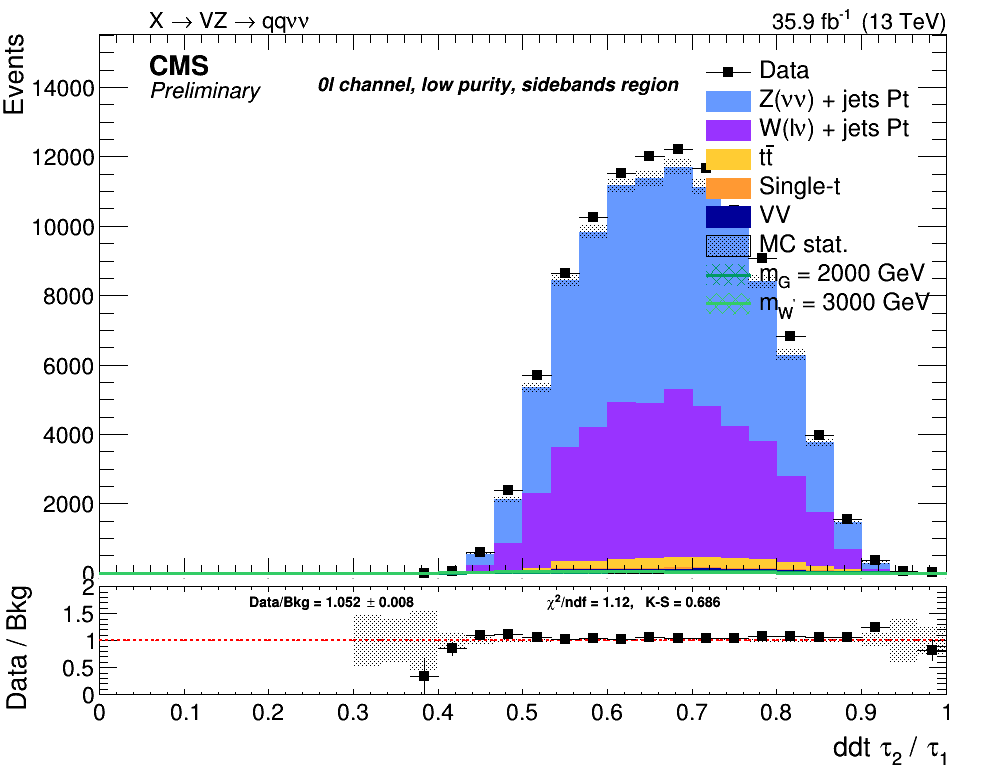 X → VZ → qqνν
35.9 fb⁻¹ (13 TeV)
Events
CMS
Preliminary
0l channel, low purity, sidebands region
Data
Z(νν) + jets Pt
W(lν) + jets Pt
tt̄
Single-t
VV
MC stat.
m_G = 2000 GeV
m_W' = 3000 GeV
14000
12000
10000
8000
6000
4000
2000
0
Data / Bkg
2
1.5
1
0.5
0
Data/Bkg = 1.052 ± 0.008
χ²/ndf = 1.12, K-S = 0.686
0 0.1 0.2 0.3 0.4 0.5 0.6 0.7 0.8 0.9 1
ddt τ₂ / τ₁